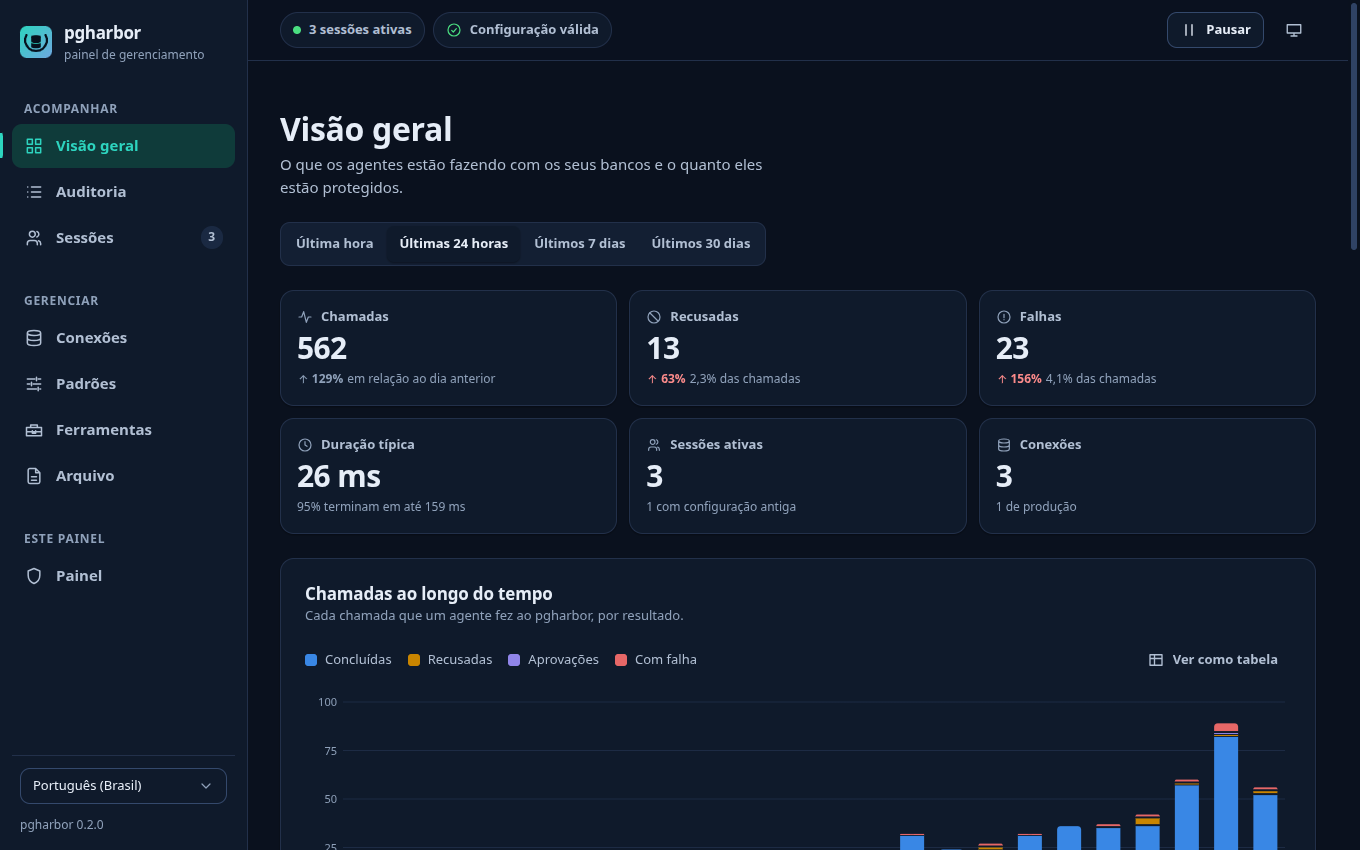 pgharbor
painel de gerenciamento
ACOMPANHAR
Visão geral
Auditoria
Sessões 3
GERENCIAR
Conexões
Padrões
Ferramentas
Arquivo
ESTE PAINEL
Painel
Português (Brasil)
pgharbor 0.2.0
3 sessões ativas
Configuração válida
Pausar
Visão geral
O que os agentes estão fazendo com os seus bancos e o quanto eles
estão protegidos.
Última hora Últimas 24 horas Últimos 7 dias Últimos 30 dias
Chamadas
562
↑ 129% em relação ao dia anterior
Recusadas
13
↑ 63% 2,3% das chamadas
Falhas
23
↑ 156% 4,1% das chamadas
Duração típica
26 ms
95% terminam em até 159 ms
Sessões ativas
3
1 com configuração antiga
Conexões
3
1 de produção
Chamadas ao longo do tempo
Cada chamada que um agente fez ao pgharbor, por resultado.
Concluídas Recusadas Aprovações Com falha
Ver como tabela
100
75
50
25